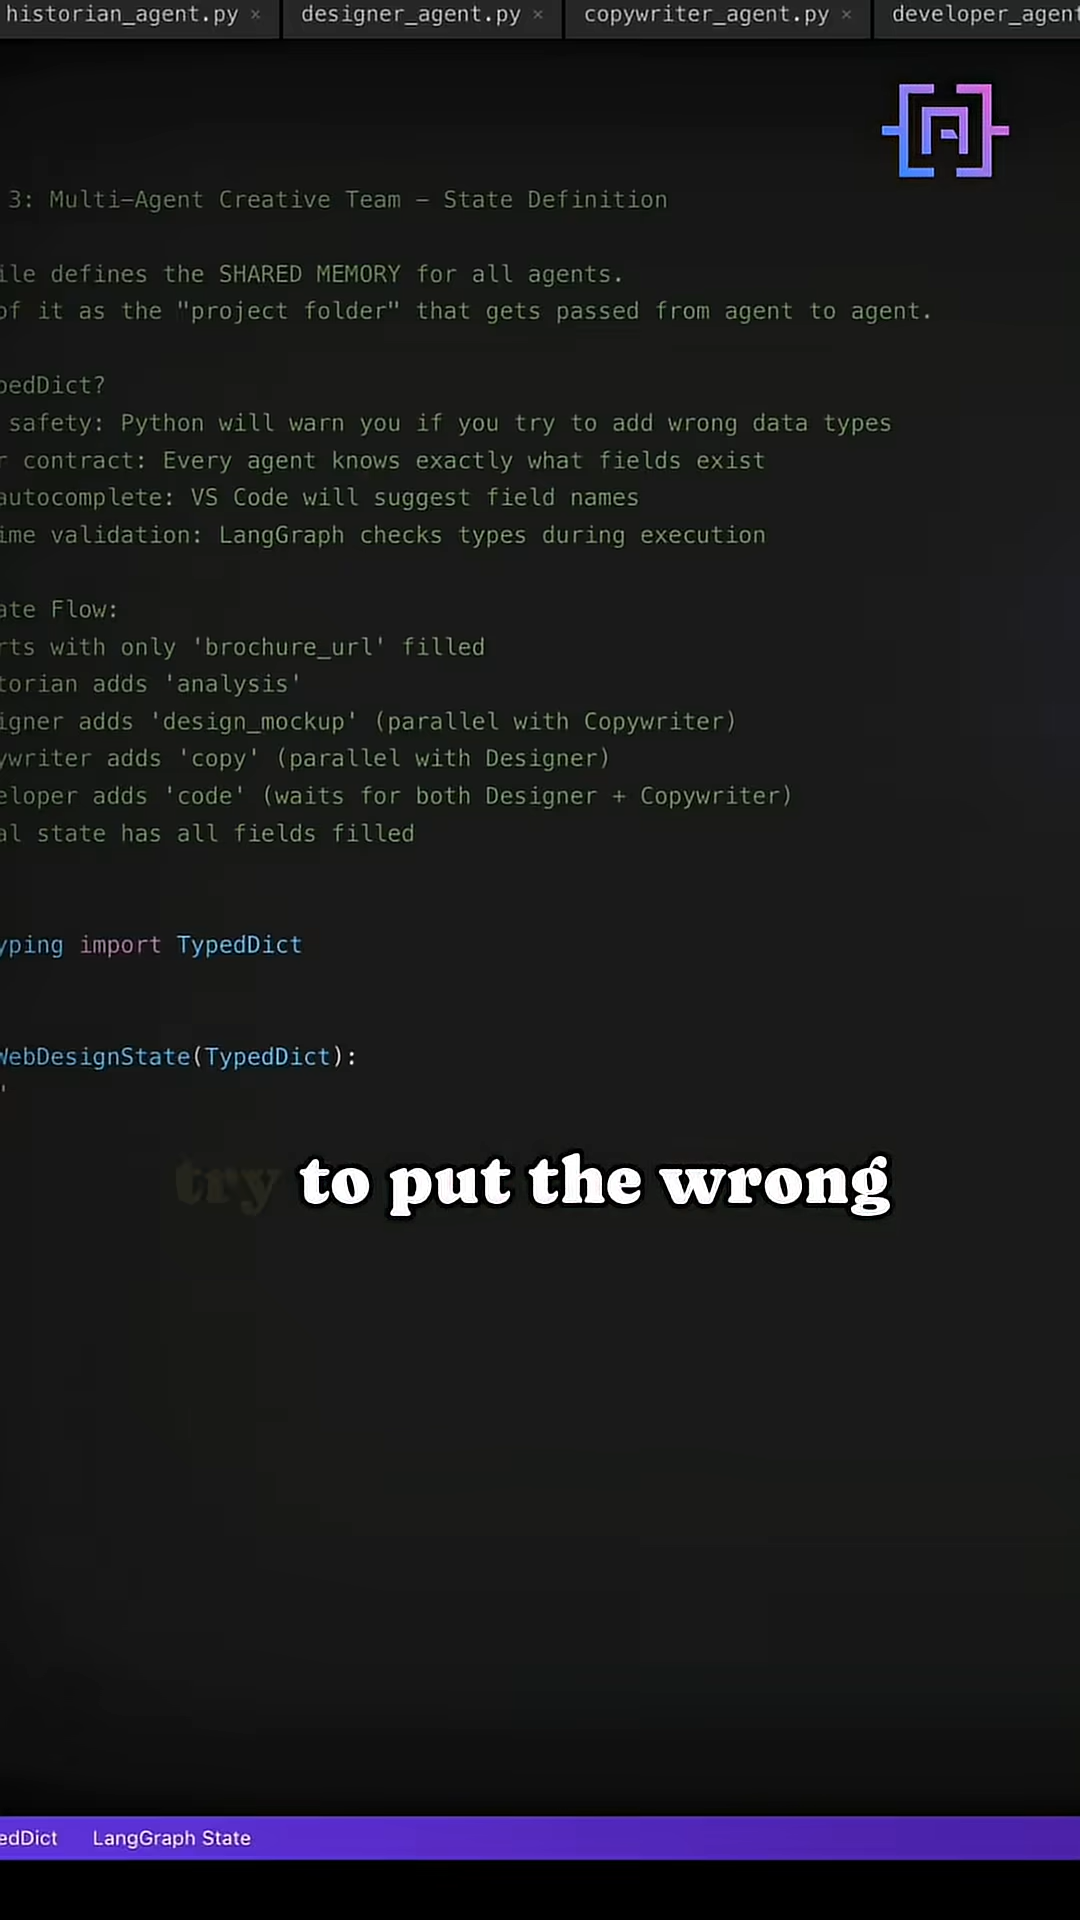 historian_agent.py ×
designer_agent.py ×
copywriter_agent.py ×
developer_agent
3: Multi-Agent Creative Team - State Definition
ile defines the SHARED MEMORY for all agents.
of it as the "project folder" that gets passed from agent to agent.
pedDict?
safety: Python will warn you if you try to add wrong data types
r contract: Every agent knows exactly what fields exist
autocomplete: VS Code will suggest field names
ime validation: LangGraph checks types during execution
ate Flow:
rts with only 'brochure_url' filled
torian adds 'analysis'
igner adds 'design_mockup' (parallel with Copywriter)
ywriter adds 'copy' (parallel with Designer)
eloper adds 'code' (waits for both Designer + Copywriter)
al state has all fields filled
yping import TypedDict
WebDesignState(TypedDict):
'
try to put the wrong
edDict LangGraph State